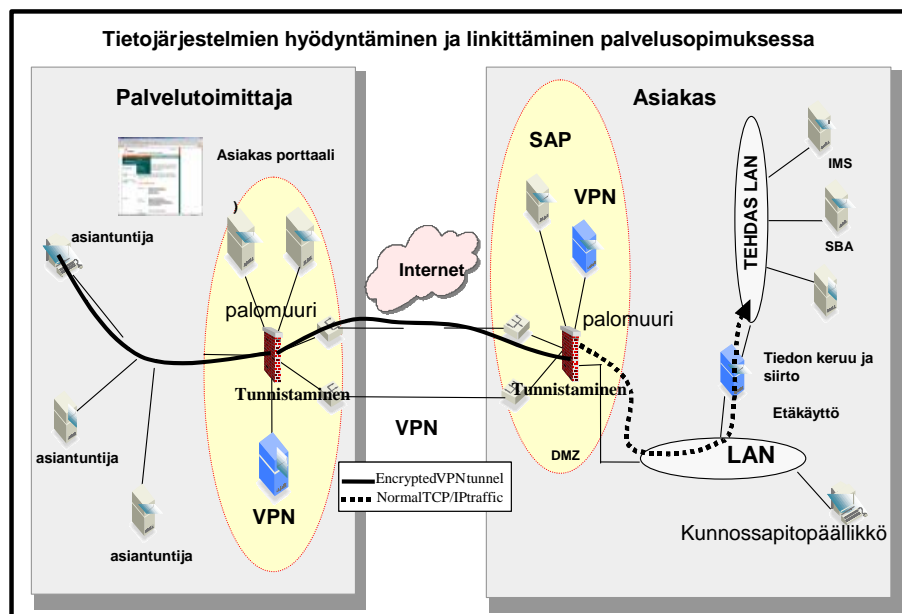 Tietojärjestelmien hyödyntäminen ja linkittäminen palvelusopimuksessa
Palvelutoimittaja
Asiakas porttaali
)
asiantuntija
palomuuri
Tunnistaminen
asiantuntija
asiantuntija
VPN
Internet
VPN
EncryptedVPNtunnel
NormalTCP/IPtraffic
Asiakas
SAP
VPN
palomuuri
Tunnistaminen
DMZ
TEHDAS LAN
IMS
SBA
Tiedon keruu ja
siirto
Etäkäyttö
LAN
Kunnossapitopäällikkö